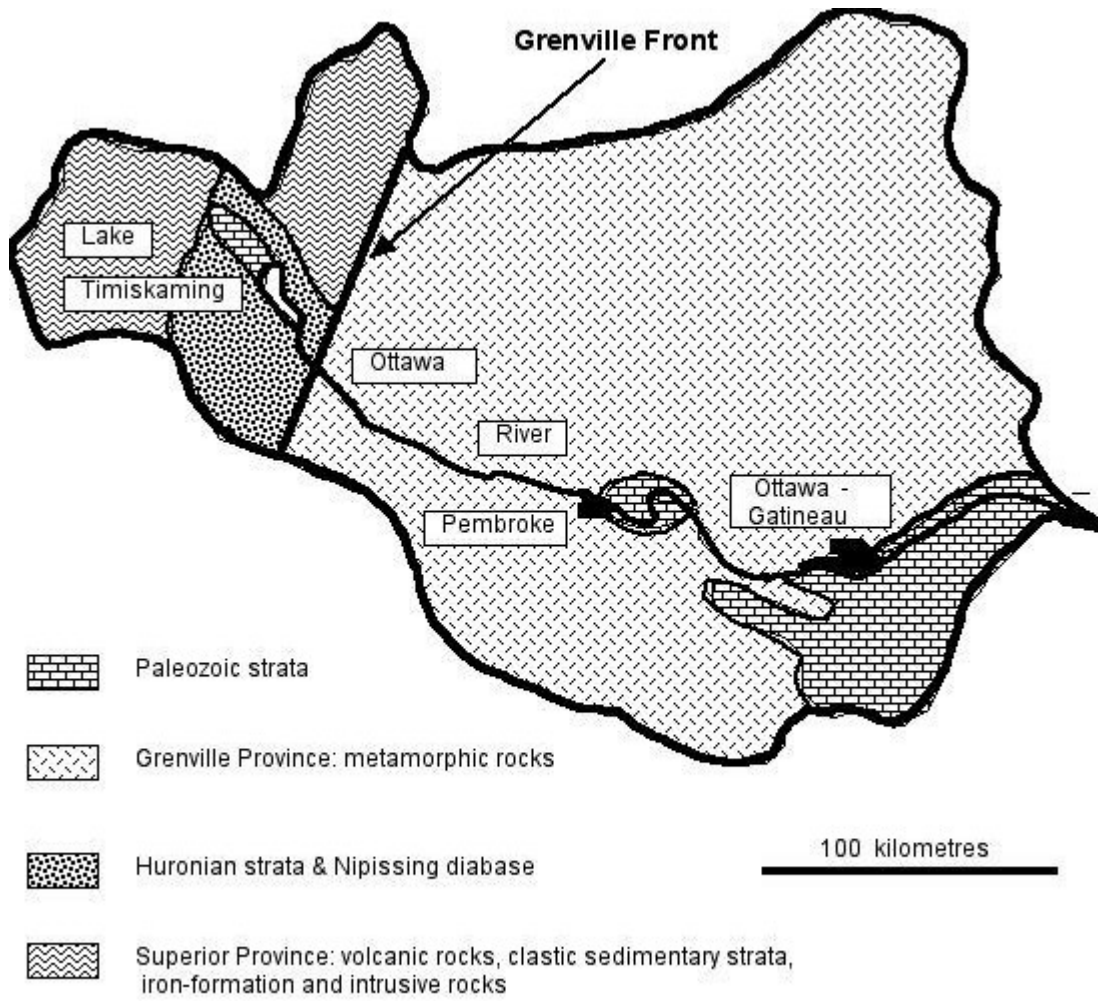 Grenville Front
Lake
Timiskaming
Ottawa
River
Pembroke
Ottawa -
Gatineau
Paleozoic strata
Grenville Province: metamorphic rocks
Huronian strata & Nipissing diabase
100 kilometres
Superior Province: volcanic rocks, clastic sedimentary strata,
iron-formation and intrusive rocks